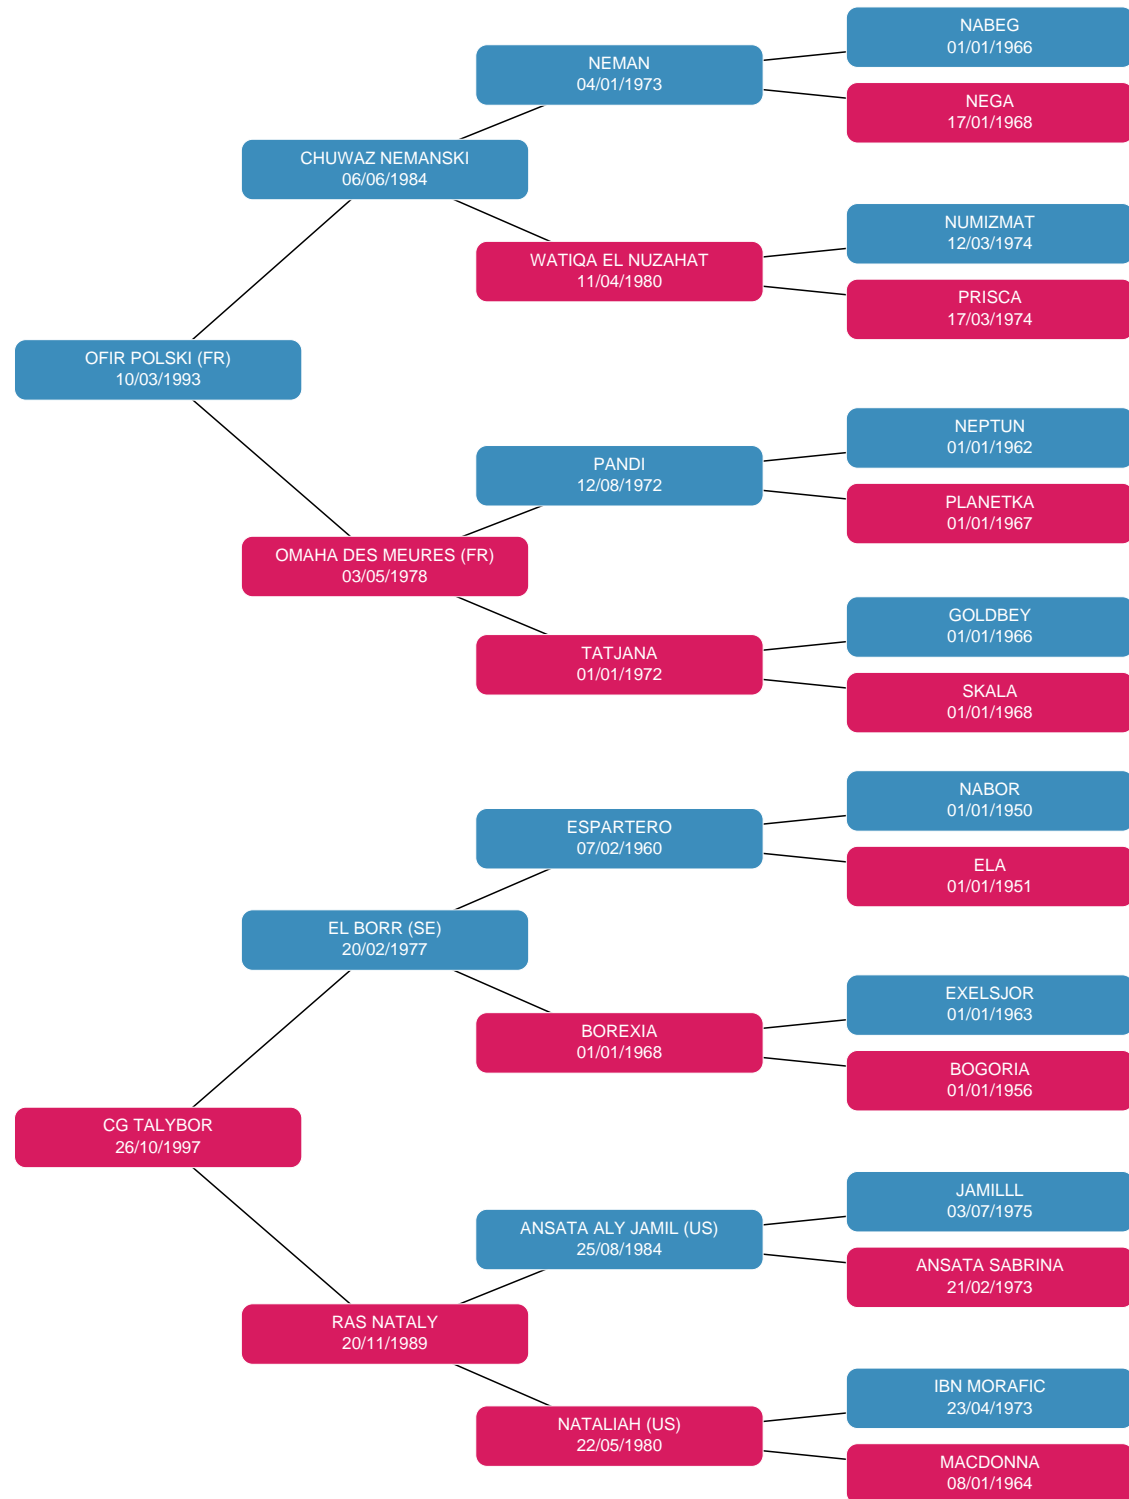 NABEG
01/01/1966
NEMAN
04/01/1973
NEGA
17/01/1968
CHUWAZ NEMANSKI
06/06/1984
NUMIZMAT
12/03/1974
WATIQA EL NUZAHAT
11/04/1980
PRISCA
17/03/1974
OFIR POLSKI (FR)
10/03/1993
NEPTUN
01/01/1962
PANDI
12/08/1972
PLANETKA
01/01/1967
OMAHA DES MEURES (FR)
03/05/1978
GOLDBEY
01/01/1966
TATJANA
01/01/1972
SKALA
01/01/1968
NABOR
01/01/1950
ESPARTERO
07/02/1960
ELA
01/01/1951
EL BORR (SE)
20/02/1977
EXELSJOR
01/01/1963
BOREXIA
01/01/1968
BOGORIA
01/01/1956
CG TALYBOR
26/10/1997
JAMILLL
03/07/1975
ANSATA ALY JAMIL (US)
25/08/1984
ANSATA SABRINA
21/02/1973
RAS NATALY
20/11/1989
IBN MORAFIC
23/04/1973
NATALIAH (US)
22/05/1980
MACDONNA
08/01/1964